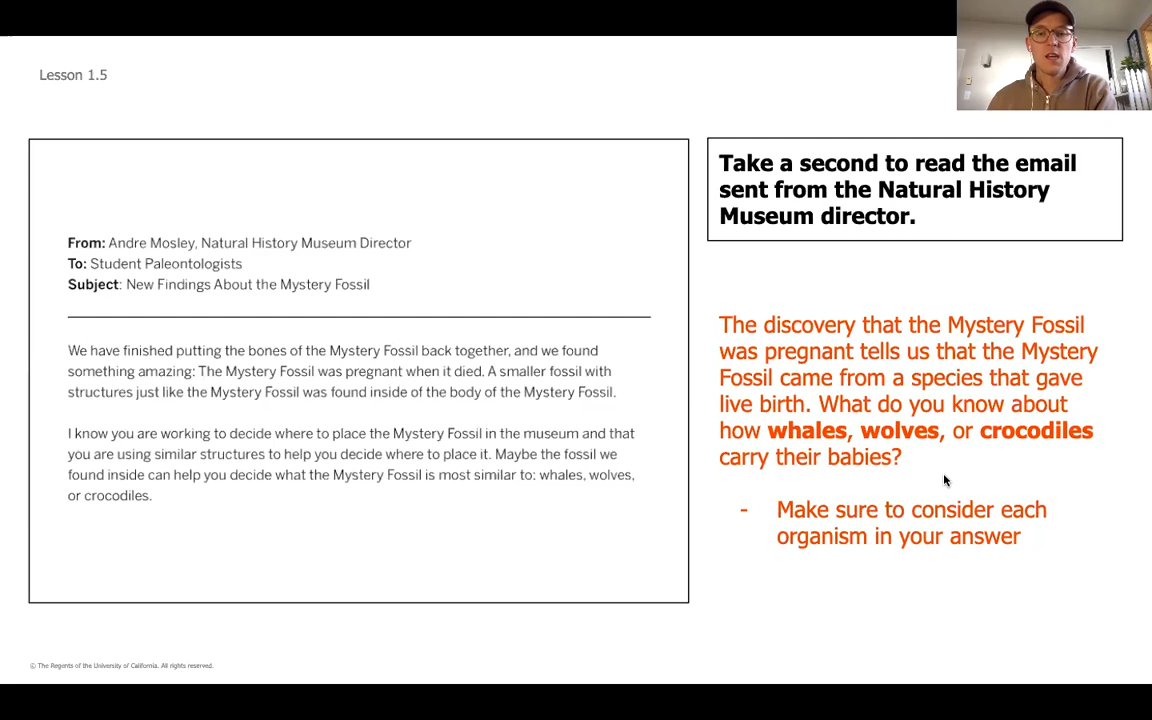 Lesson 1.5
From: Andre Mosley, Natural History Museum Director
To: Student Paleontologists
Subject: New Findings About the Mystery Fossil
We have finished putting the bones of the Mystery Fossil back together, and we found
something amazing: The Mystery Fossil was pregnant when it died. A smaller fossil with
structures just like the Mystery Fossil was found inside of the body of the Mystery Fossil.
I know you are working to decide where to place the Mystery Fossil in the museum and that
you are using similar structures to help you decide where to place it. Maybe the fossil we
found inside can help you decide what the Mystery Fossil is most similar to: whales, wolves,
or crocodiles.
Take a second to read the email
sent from the Natural History
Museum director.
The discovery that the Mystery Fossil
was pregnant tells us that the Mystery
Fossil came from a species that gave
live birth. What do you know about
how whales, wolves, or crocodiles
carry their babies?
- Make sure to consider each
organism in your answer
© The Regents of the University of California. All rights reserved.